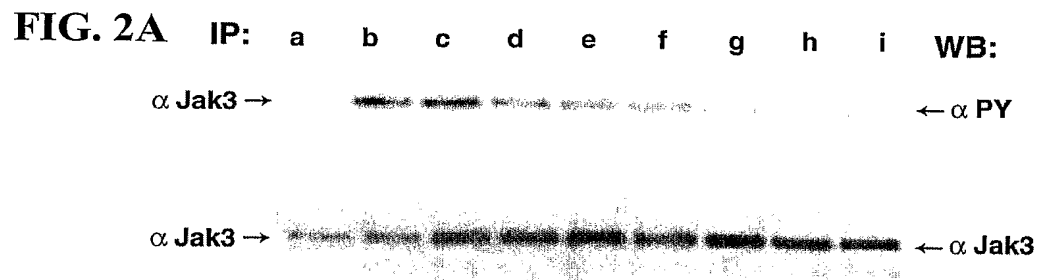 FIG. 2A IP: a b c d e f g h i WB:
α Jak3 → ← α PY
α Jak3 → ← α Jak3